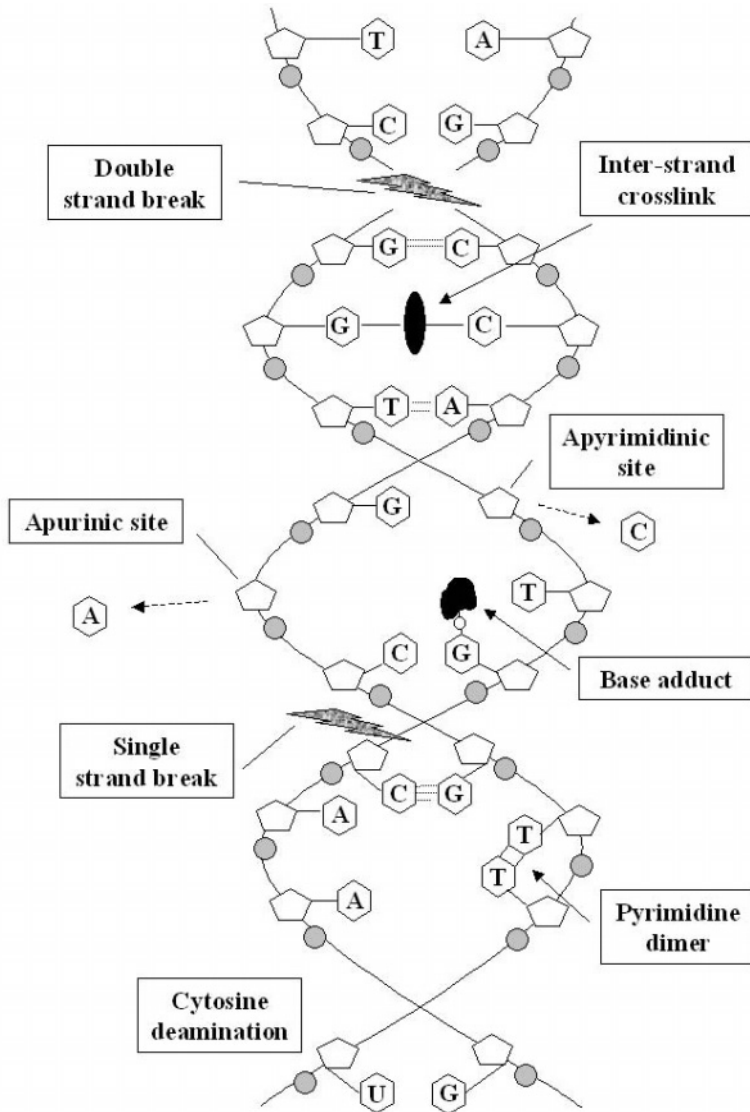 T A
C G
Double
strand break
Inter-strand
crosslink
G C
G C
T A
Apyrimidinic
site
Apurinic site
G
C
A
T
C G
Base adduct
Single
strand break
C G
A
T
T
A
Pyrimidine
dimer
Cytosine
deamination
U G